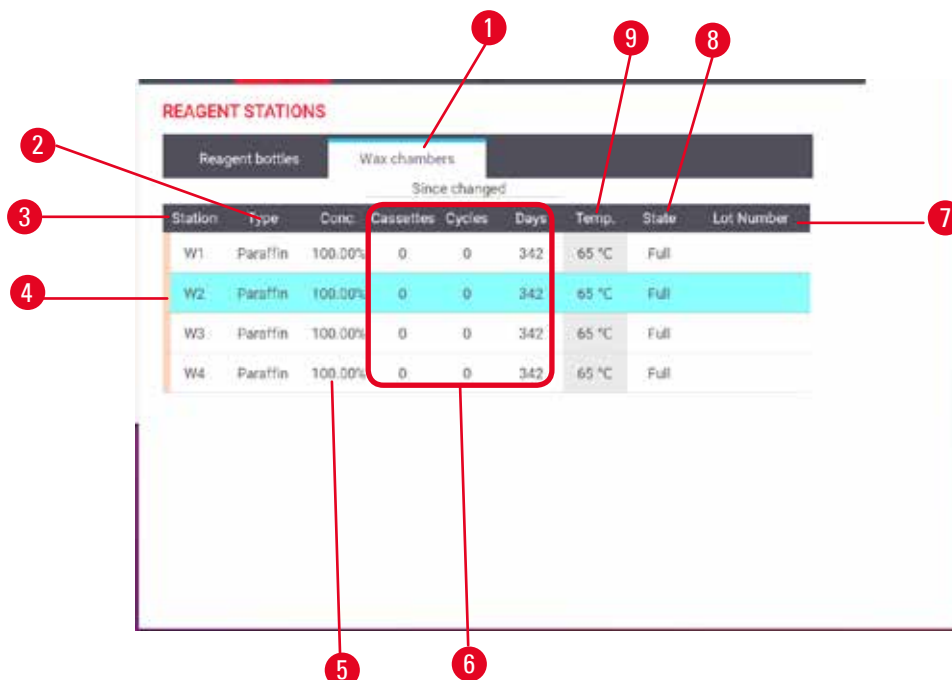 1
9
8
REAGENT STATIONS
2
Reagent bottles Wax chambers
Since changed
3
Station Type Conc. Cassettes Cycles Days Temp. State Lot Number
7
W1 Paraffin 100.00% 0 0 342 65 °C Full
4
W2 Paraffin 100.00% 0 0 342 65 °C Full
W3 Paraffin 100.00% 0 0 342 65 °C Full
W4 Paraffin 100.00% 0 0 342 65 °C Full
5
6